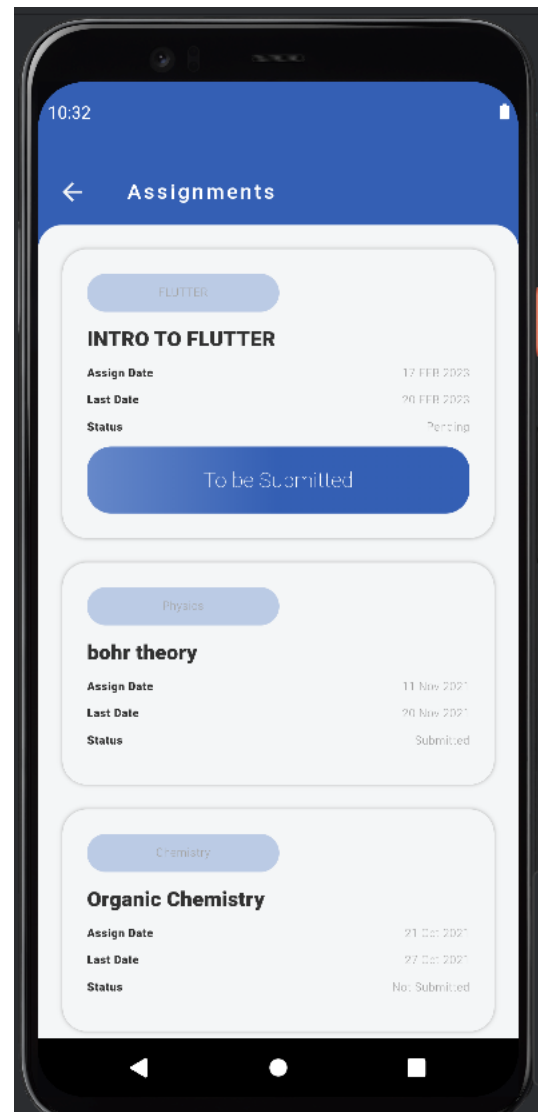 10:32
Assignments
FLUTTER
INTRO TO FLUTTER
Assign Date 17 FEB 2023
Last Date 20 FEB 2023
Status Pending
To be Submitted
Physics
bohr theory
Assign Date 11 Nov 2021
Last Date 20 Nov 2021
Status Submitted
Chemistry
Organic Chemistry
Assign Date 21 Oct 2021
Last Date 27 Oct 2021
Status Not Submitted